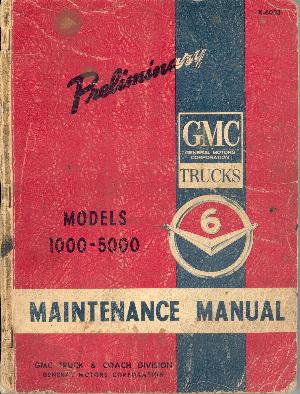 Preliminary
GMC
GENERAL MOTORS
CORPORATION
TRUCKS
MODELS
1000-5000
6
MAINTENANCE MANUAL
GMC TRUCK & COACH DIVISION
GENERAL MOTORS CORPORATION